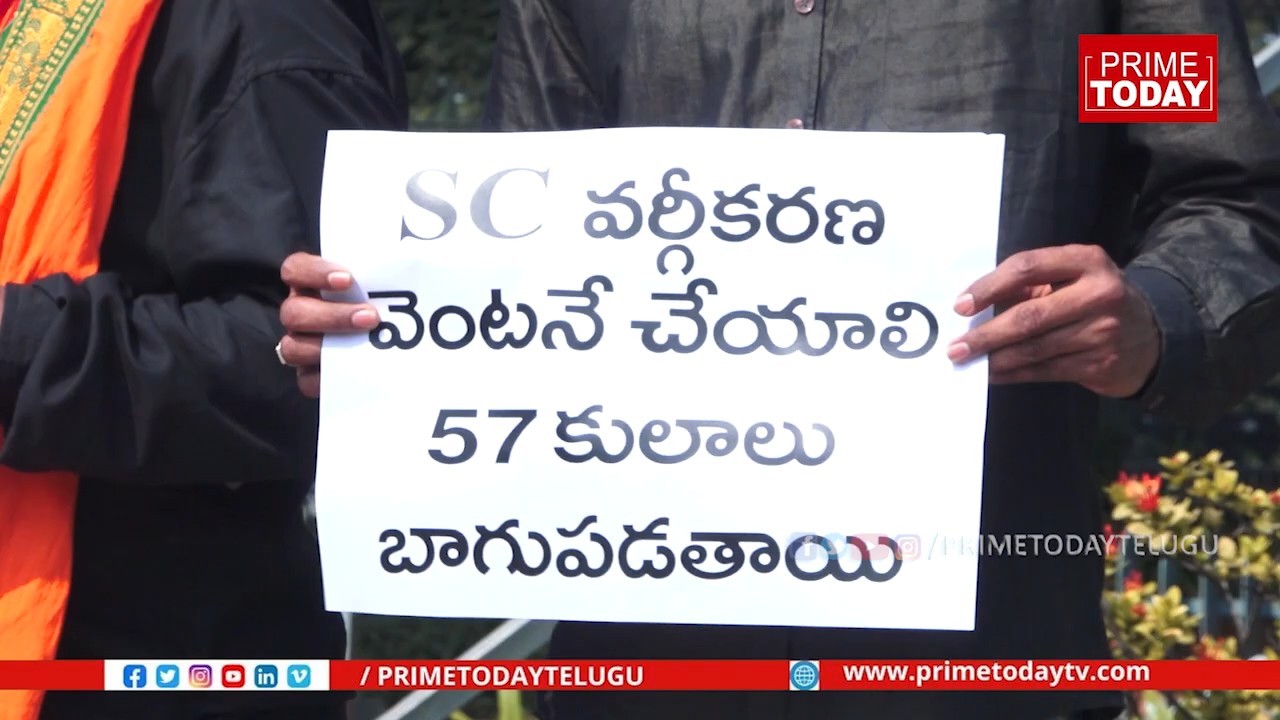 PRIME
TODAY
SC వర్గీకరణ
వెంటనే చేయాలి
57 కులాలు
బాగుపడతాయి
/PRIMETODAYTELUGU
/ PRIMETODAYTELUGU
www.primetodaytv.com